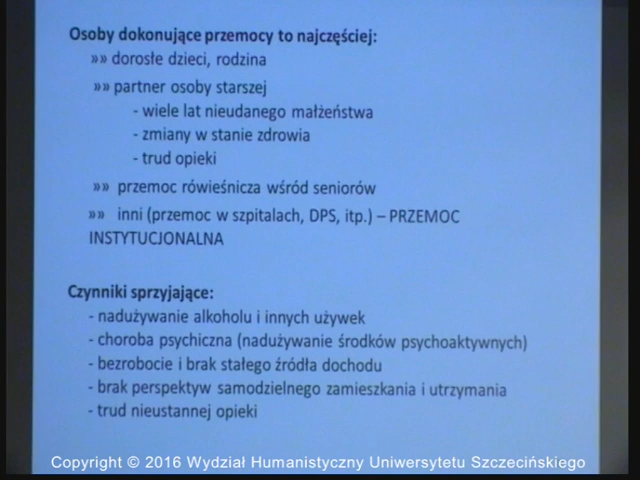 Osoby dokonujące przemocy to najczęściej:
»» dorosłe dzieci, rodzina
»» partner osoby starszej
- wiele lat nieudanego małżeństwa
- zmiany w stanie zdrowia
- trud opieki
»» przemoc rówieśnicza wśród seniorów
»» inni (przemoc w szpitalach, DPS, itp.) – PRZEMOC
INSTYTUCJONALNA
Czynniki sprzyjające:
- nadużywanie alkoholu i innych używek
- choroba psychiczna (nadużywanie środków psychoaktywnych)
- bezrobocie i brak stałego źródła dochodu
- brak perspektyw samodzielnego zamieszkania i utrzymania
- trud nieustannej opieki
Copyright © 2016 Wydział Humanistyczny Uniwersytetu Szczecińskiego